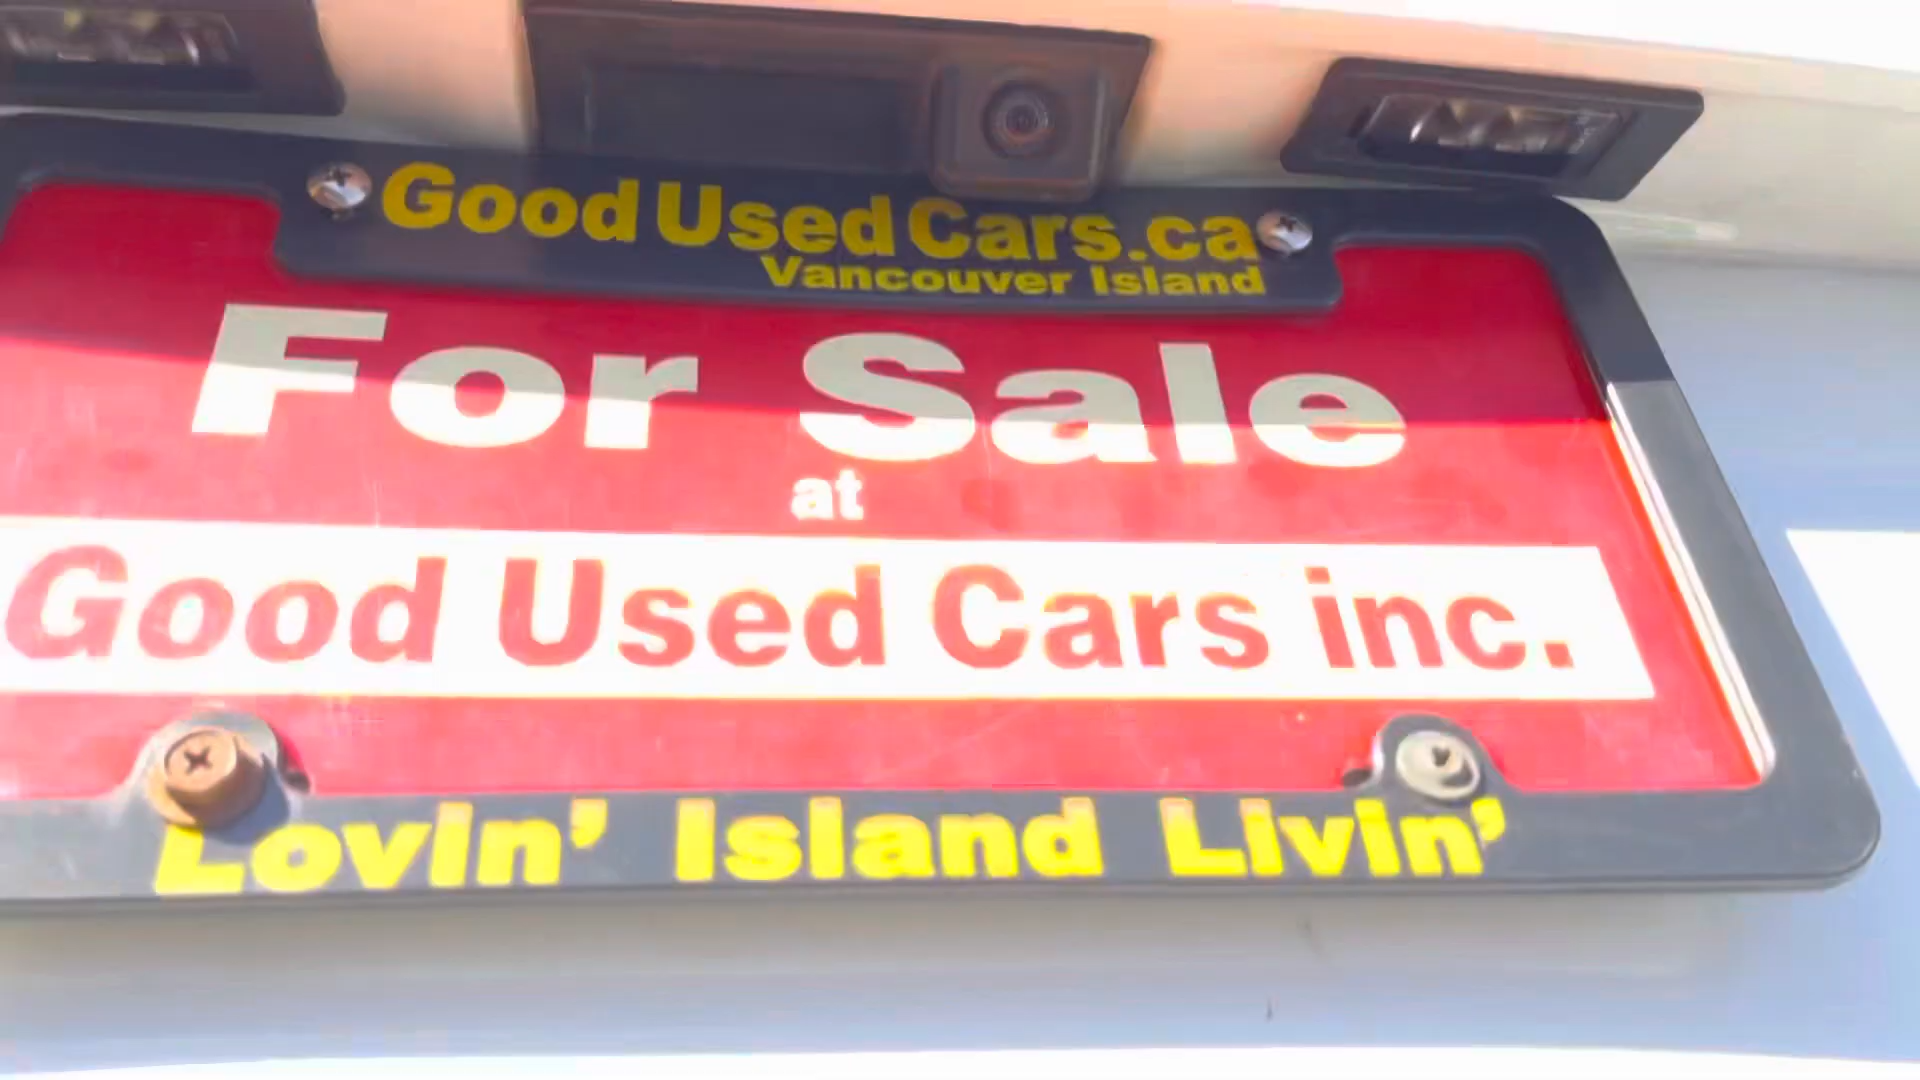 GoodUsedCars.ca
Vancouver Island
For Sale
at
Good Used Cars inc.
Lovin' Island Livin'